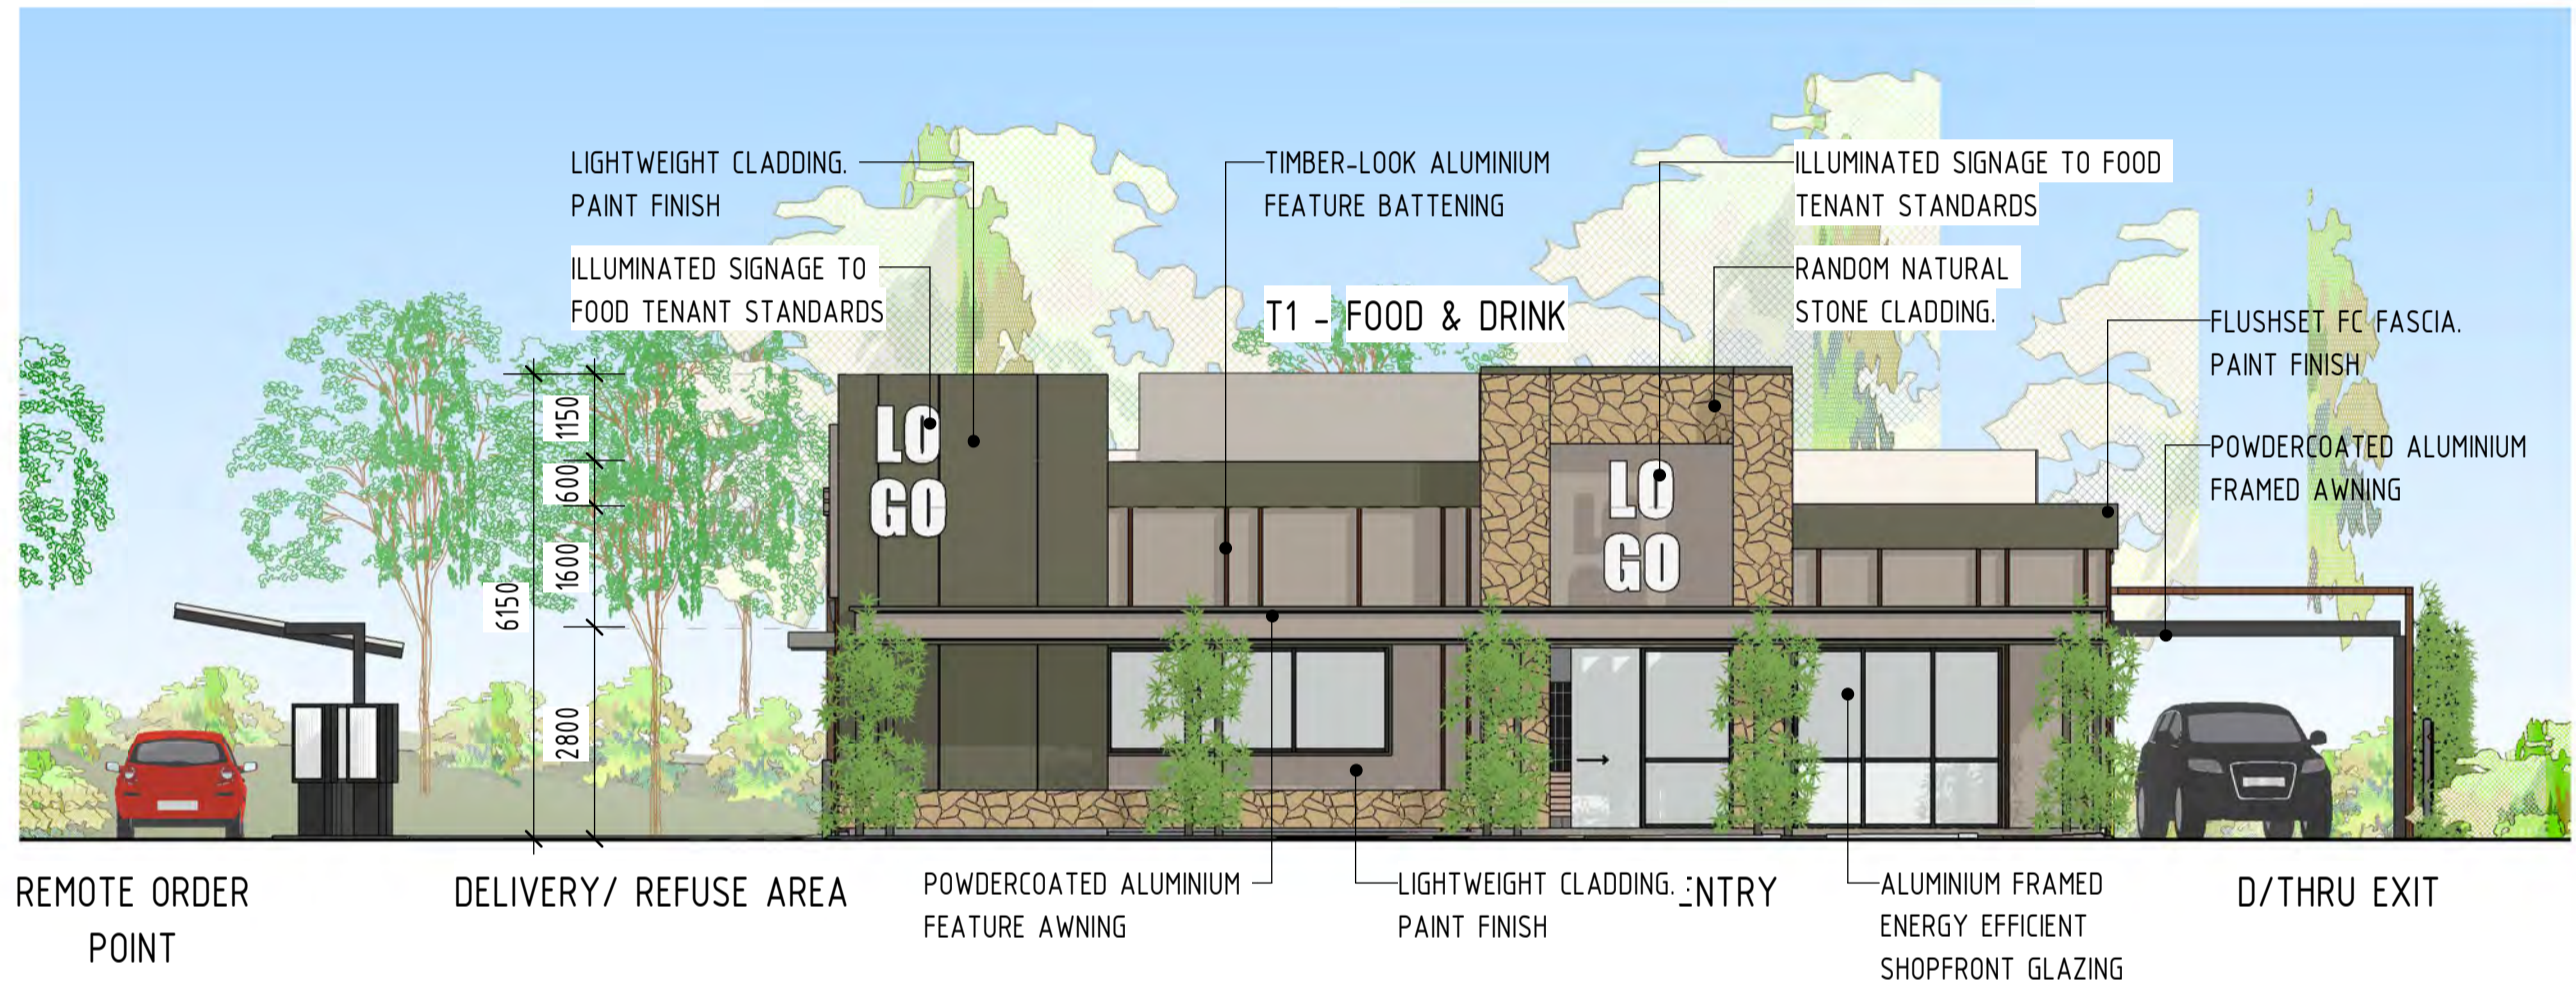 LIGHTWEIGHT CLADDING.
PAINT FINISH
ILLUMINATED SIGNAGE TO
FOOD TENANT STANDARDS
TIMBER-LOOK ALUMINIUM
FEATURE BATTENING
T1 - FOOD & DRINK
ILLUMINATED SIGNAGE TO FOOD
TENANT STANDARDS
RANDOM NATURAL
STONE CLADDING.
FLUSHSET FC FASCIA.
PAINT FINISH
POWDERCOATED ALUMINIUM
FRAMED AWNING
1150
600
1600
6150
2800
LO
GO
LO
GO
REMOTE ORDER
POINT
DELIVERY/ REFUSE AREA
POWDERCOATED ALUMINIUM
FEATURE AWNING
LIGHTWEIGHT CLADDING.
PAINT FINISH
ENTRY
ALUMINIUM FRAMED
ENERGY EFFICIENT
SHOPFRONT GLAZING
D/THRU EXIT